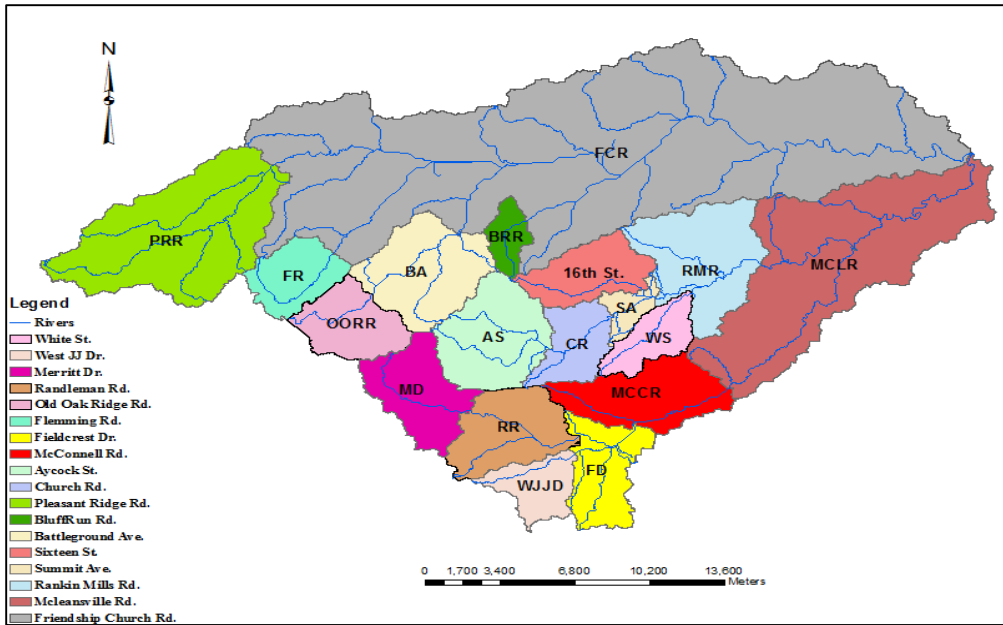 N
FCR
PRR
BRR
FR
BA
16th St.
RMR
MCLR
OORR
SA
AS
CR
WS
MD
MCCR
RR
FD
WJJD
Legend
Rivers
White St.
West JJ Dr.
Merritt Dr.
Randleman Rd.
Old Oak Ridge Rd.
Flemming Rd.
Fieldcrest Dr.
McConnell Rd.
Aycock St.
Church Rd.
Pleasant Ridge Rd.
BluffRun Rd.
Battleground Ave.
Sixteen St.
Summit Ave.
Rankin Mills Rd.
Mcleansville Rd.
Friendship Church Rd.
0 1,700 3,400 6,800 10,200 13,600
Meters